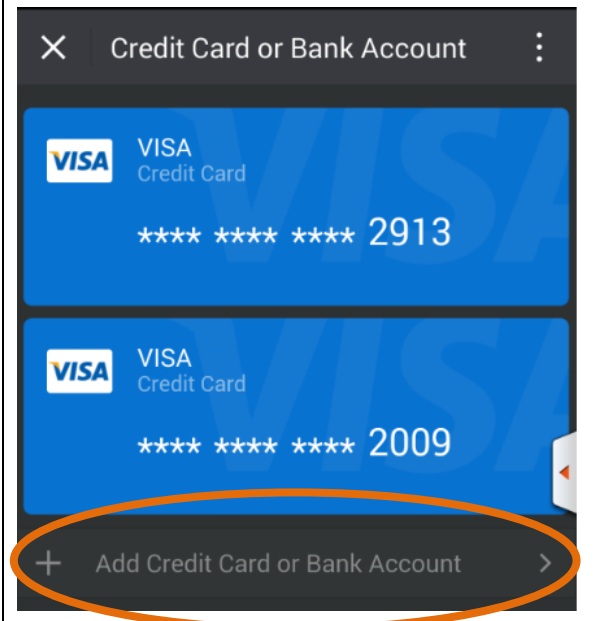 Credit Card or Bank Account
VISA
VISA
Credit Card
**** **** **** 2913
VISA
VISA
Credit Card
**** **** **** 2009
Add Credit Card or Bank Account